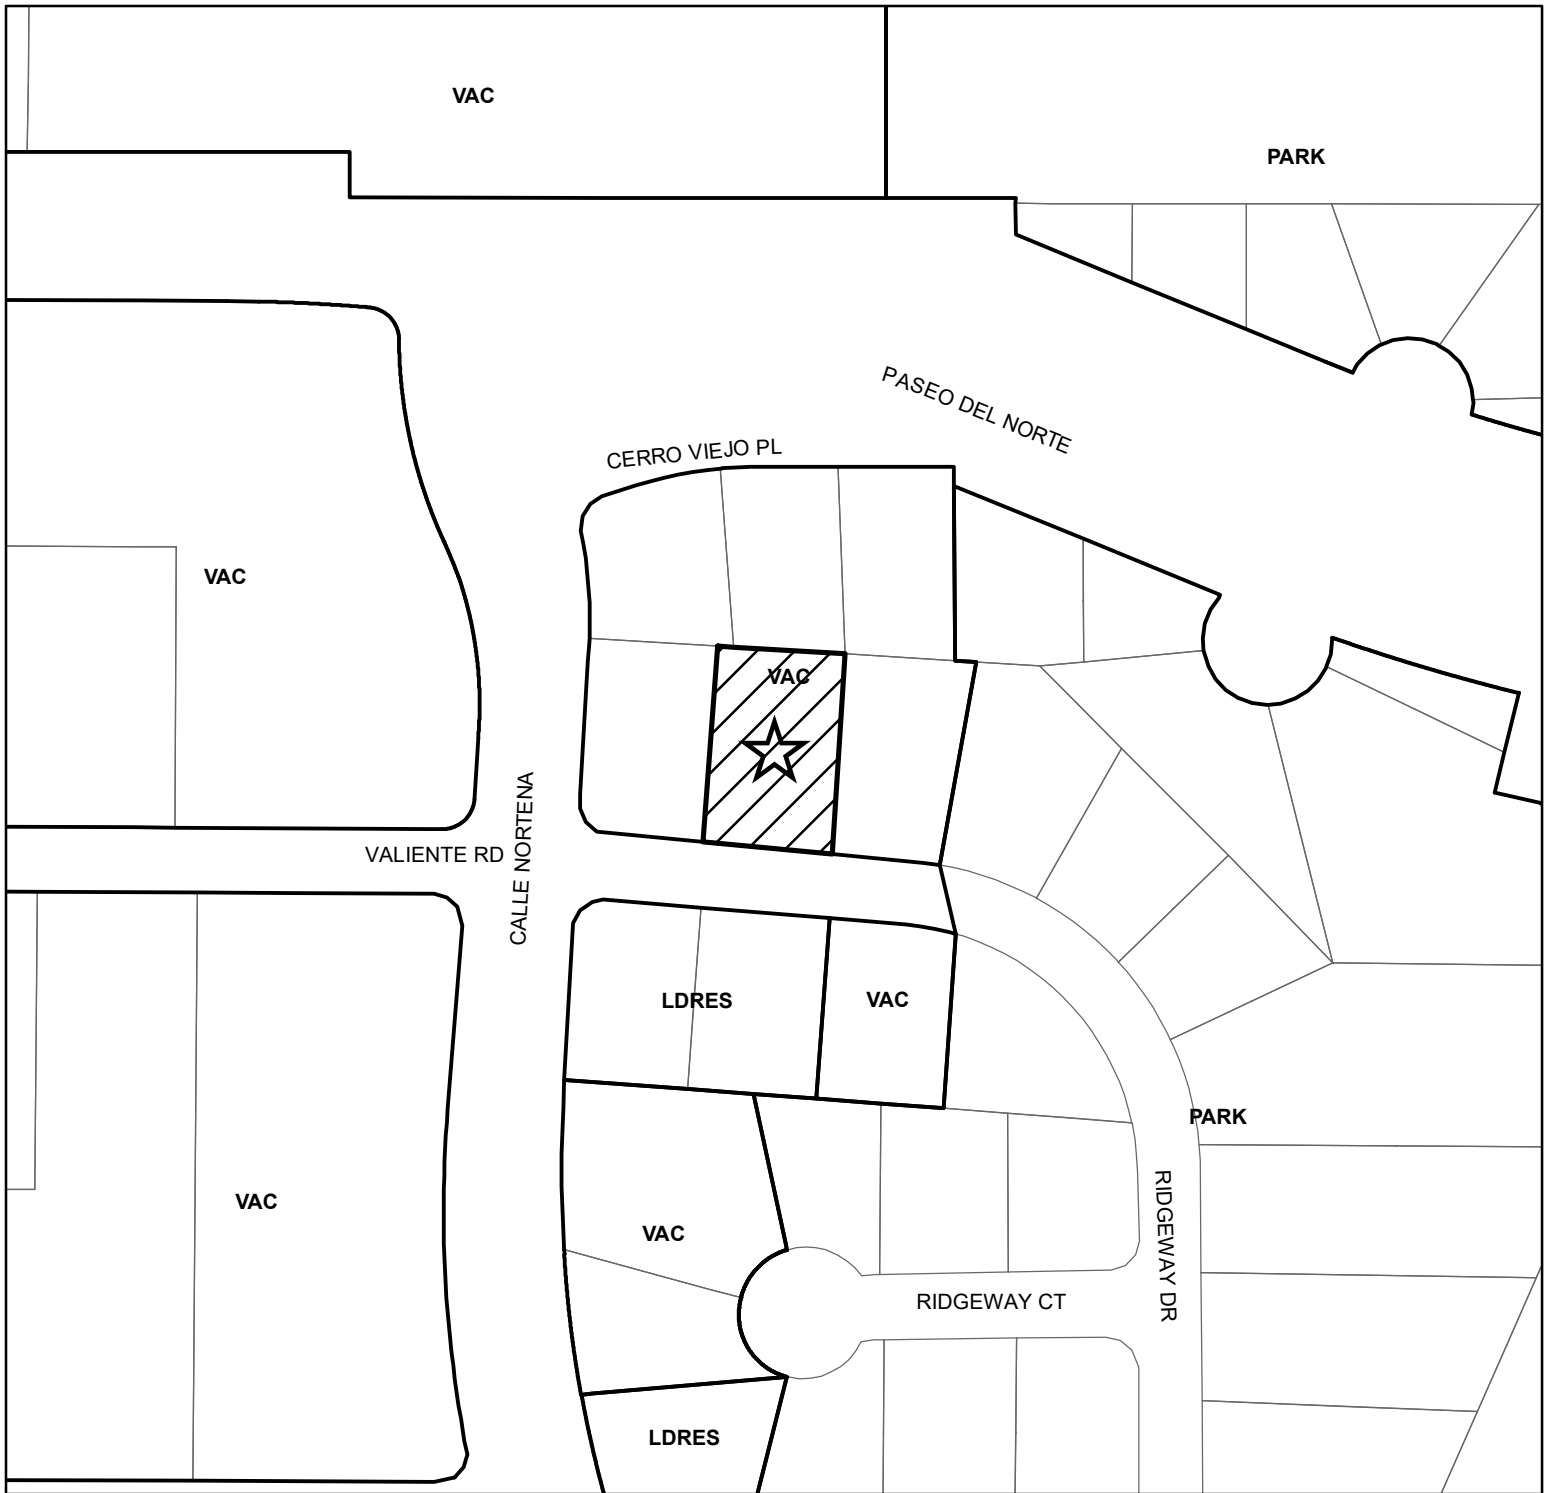 VAC
PARK
PASEO DEL NORTE
CERRO VIEJO PL
VAC
VAC
VALIENTE RD
CALLE NORTENA
LDRES
VAC
PARK
VAC
VAC
RIDGEWAY DR
RIDGEWAY CT
LDRES